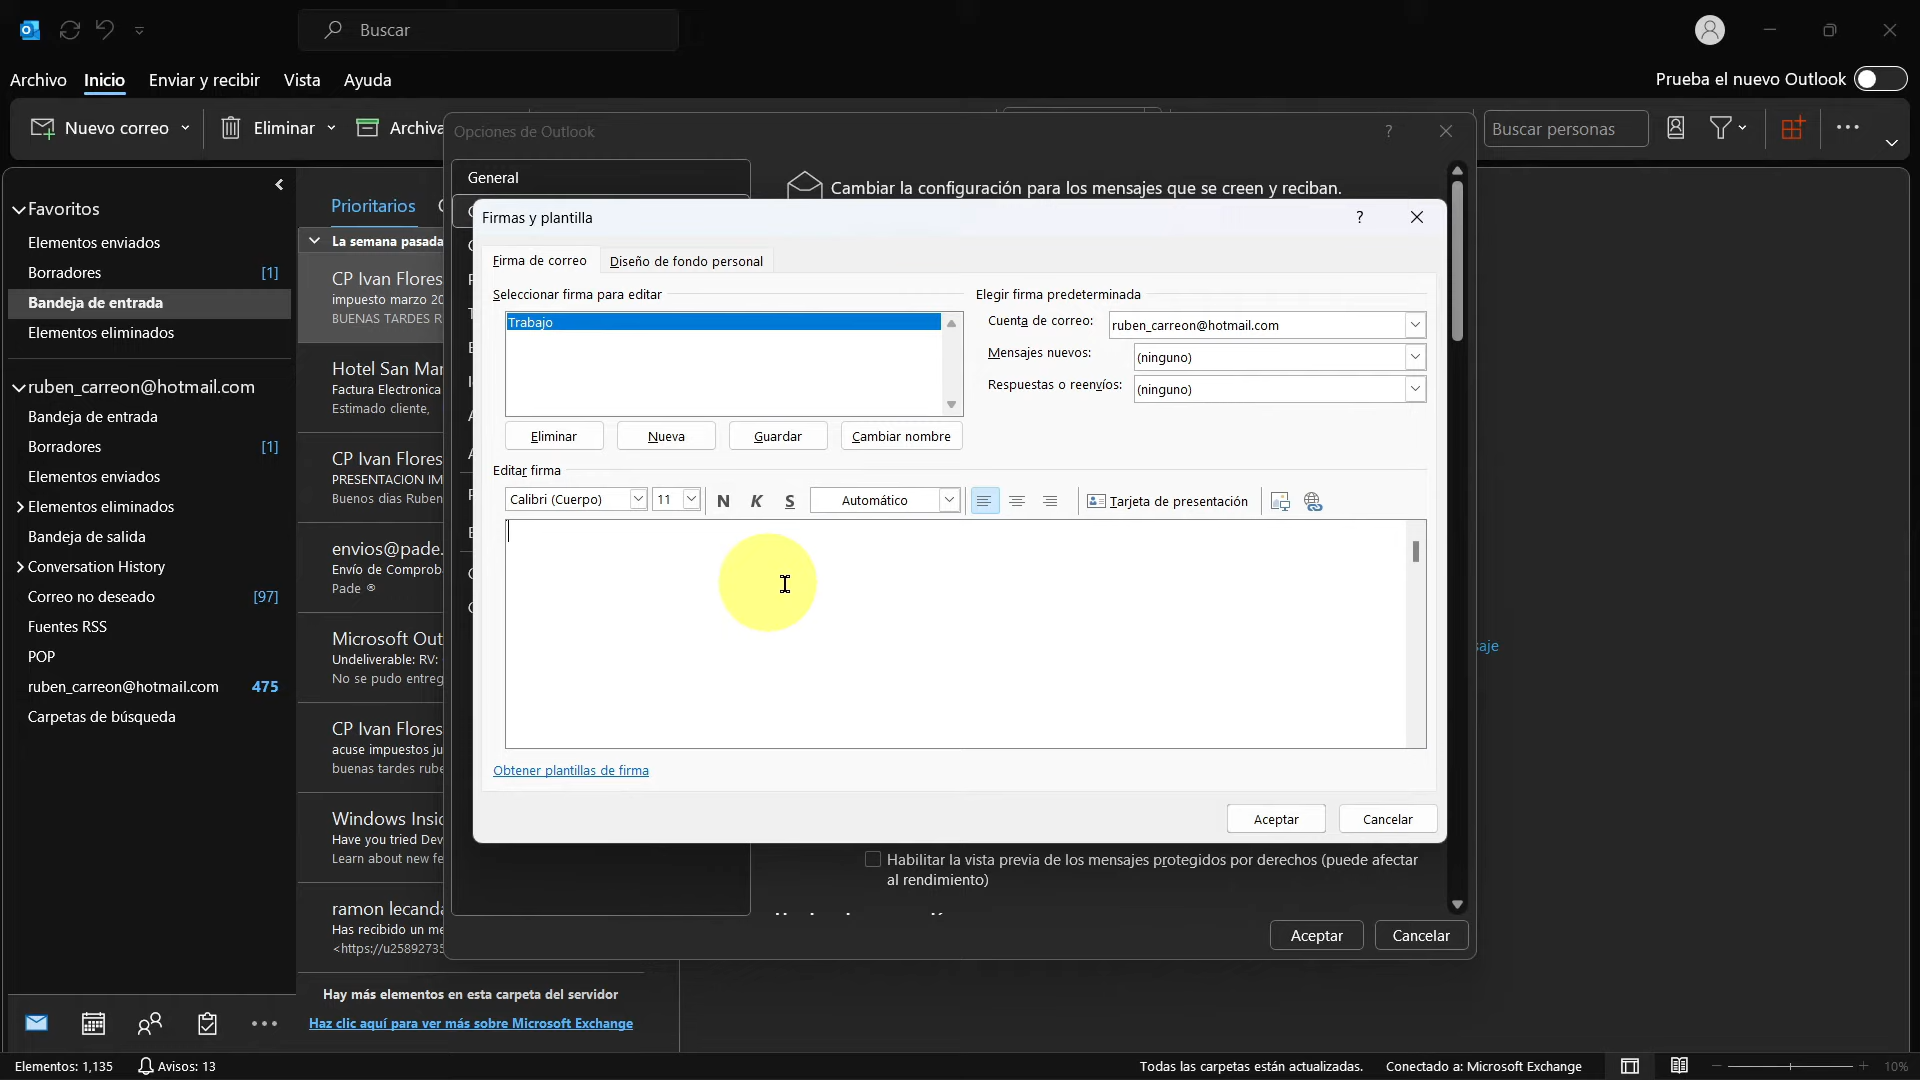 Buscar
Archivo
Inicio
Enviar y recibir
Vista
Ayuda
Prueba el nuevo Outlook
Nuevo correo
Eliminar
Buscar personas
Opciones de Outlook
General
Cambiar la configuración para los mensajes que se creen y reciban.
Favoritos
Elementos enviados
Borradores [1]
Bandeja de entrada
Elementos eliminados
ruben_carreon@hotmail.com
Bandeja de entrada
Borradores [1]
Elementos enviados
Elementos eliminados
Bandeja de salida
Conversation History
Correo no deseado [97]
Fuentes RSS
POP
ruben_carreon@hotmail.com 475
Carpetas de búsqueda
Prioritarios
La semana pasada
CP Ivan Flores
impuesto marzo 20
BUENAS TARDES R
Hotel San Mar
Factura Electronica
Estimado cliente,
CP Ivan Flores
PRESENTACION IM
Buenos dias Ruben
envios@pade.
Envío de Comprob
Pade ®
Microsoft Out
Undeliverable: RV:
No se pudo entreg
CP Ivan Flores
acuse impuestos ju
buenas tardes rube
Windows Insid
Have you tried Dev
Learn about new fe
ramon lecanda
Has recibido un me
<https://u25892735
Hay más elementos en esta carpeta del servidor
Haz clic aquí para ver más sobre Microsoft Exchange
Firmas y plantilla
?
Firma de correo
Diseño de fondo personal
Seleccionar firma para editar
Trabajo
Eliminar
Nueva
Guardar
Cambiar nombre
Elegir firma predeterminada
Cuenta de correo: ruben_carreon@hotmail.com
Mensajes nuevos: (ninguno)
Respuestas o reenvíos: (ninguno)
Editar firma
Calibri (Cuerpo) 11 N K S Automático
Tarjeta de presentación
Obtener plantillas de firma
Aceptar
Cancelar
Habilitar la vista previa de los mensajes protegidos por derechos (puede afectar
al rendimiento)
Aceptar
Cancelar
Elementos: 1,135
Avisos: 13
Todas las carpetas están actualizadas.
Conectado a: Microsoft Exchange
10%